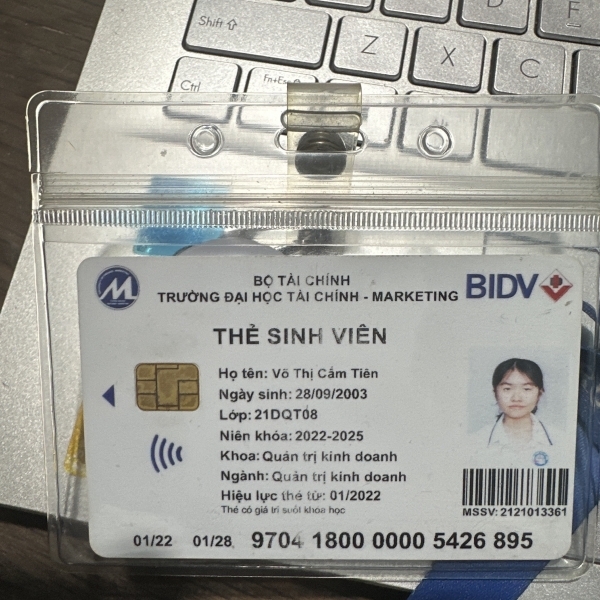 Shift ⇧
Z
X
C
D
E
Ctrl
Fn+Esc
BỘ TÀI CHÍNH
TRƯỜNG ĐẠI HỌC TÀI CHÍNH - MARKETING
BIDV
THẺ SINH VIÊN
Họ tên: Võ Thị Cẩm Tiên
Ngày sinh: 28/09/2003
Lớp: 21DQT08
Niên khóa: 2022-2025
Khoa: Quản trị kinh doanh
Ngành: Quản trị kinh doanh
Hiệu lực thẻ từ: 01/2022
Thẻ có giá trị suốt khóa học
MSSV: 2121013361
01/22 01/28 9704 1800 0000 5426 895